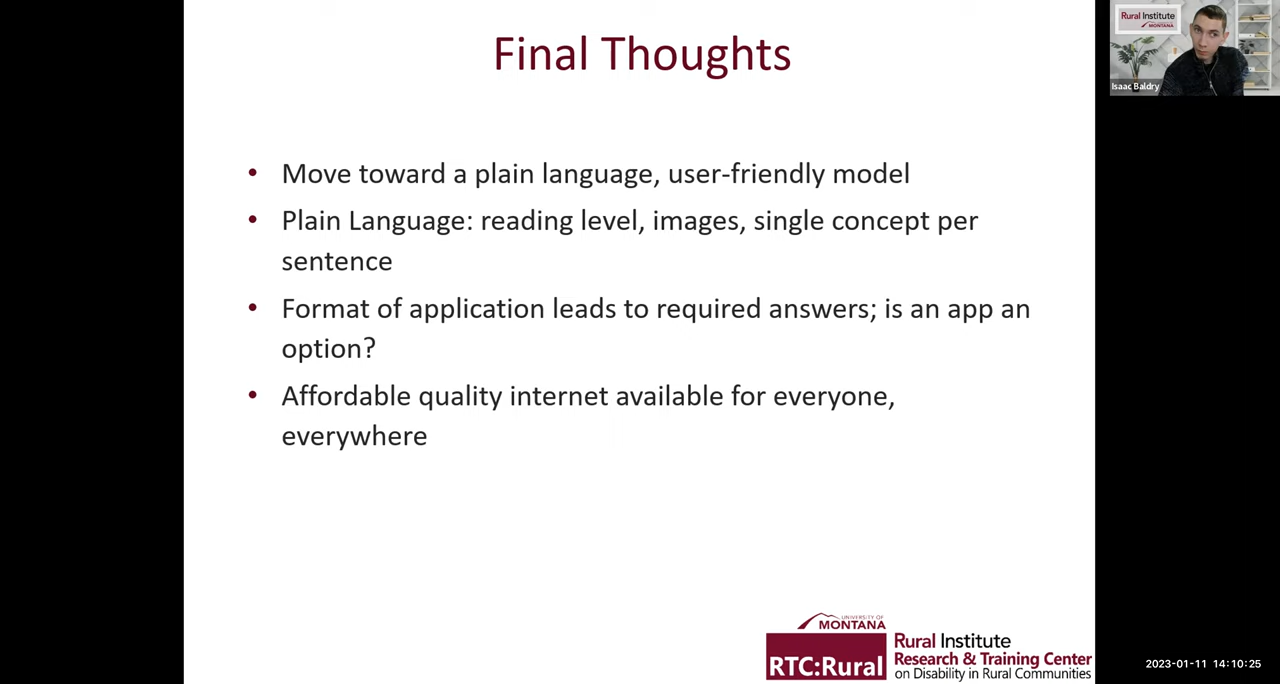 Final Thoughts
• Move toward a plain language, user-friendly model
• Plain Language: reading level, images, single concept per
sentence
• Format of application leads to required answers; is an app an
option?
• Affordable quality internet available for everyone,
everywhere
UNIVERSITY OF
MONTANA
RTC:Rural
Rural Institute
Research & Training Center
on Disability in Rural Communities
Rural Institute
MONTANA
Isaac Baldry
2023-01-11 14:10:25